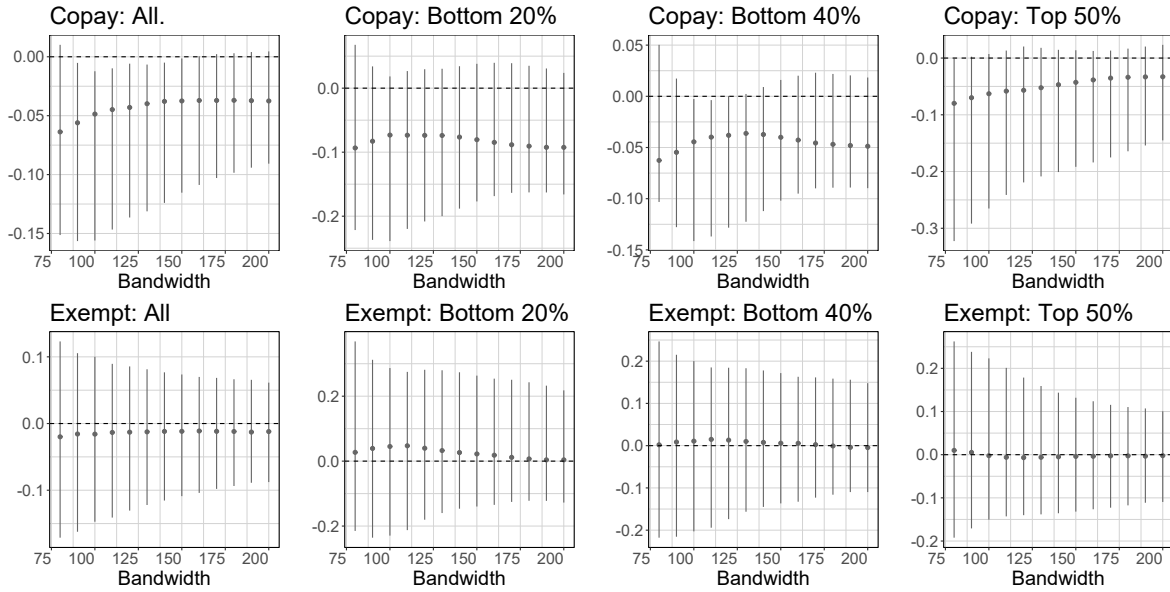 Copay: All.
0.00
-0.05
-0.10
-0.15
75 100 125 150 175 200
Bandwidth
Copay: Bottom 20%
0.0
-0.1
-0.2
75 100 125 150 175 200
Bandwidth
Copay: Bottom 40%
0.05
0.00
-0.05
-0.10
-0.15
75 100 125 150 175 200
Bandwidth
Copay: Top 50%
0.0
-0.1
-0.2
-0.3
75 100 125 150 175 200
Bandwidth
Exempt: All
0.1
0.0
-0.1
75 100 125 150 175 200
Bandwidth
Exempt: Bottom 20%
0.2
0.0
-0.2
75 100 125 150 175 200
Bandwidth
Exempt: Bottom 40%
0.2
0.1
0.0
-0.1
-0.2
75 100 125 150 175 200
Bandwidth
Exempt: Top 50%
0.2
0.1
0.0
-0.1
-0.2
75 100 125 150 175 200
Bandwidth